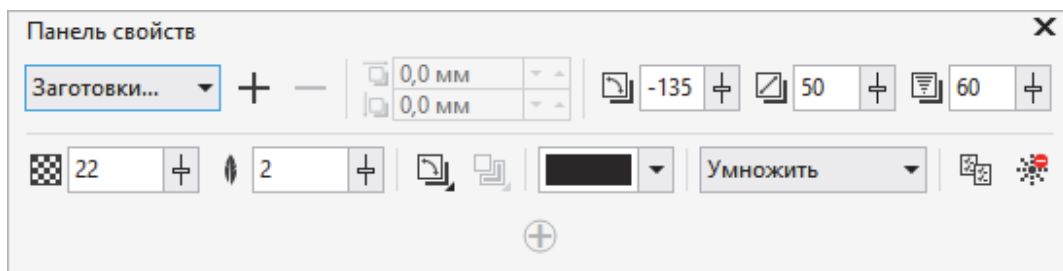 Панель свойств
Заготовки... 0,0 мм -135 50 60
0,0 мм
22 2 Умножить